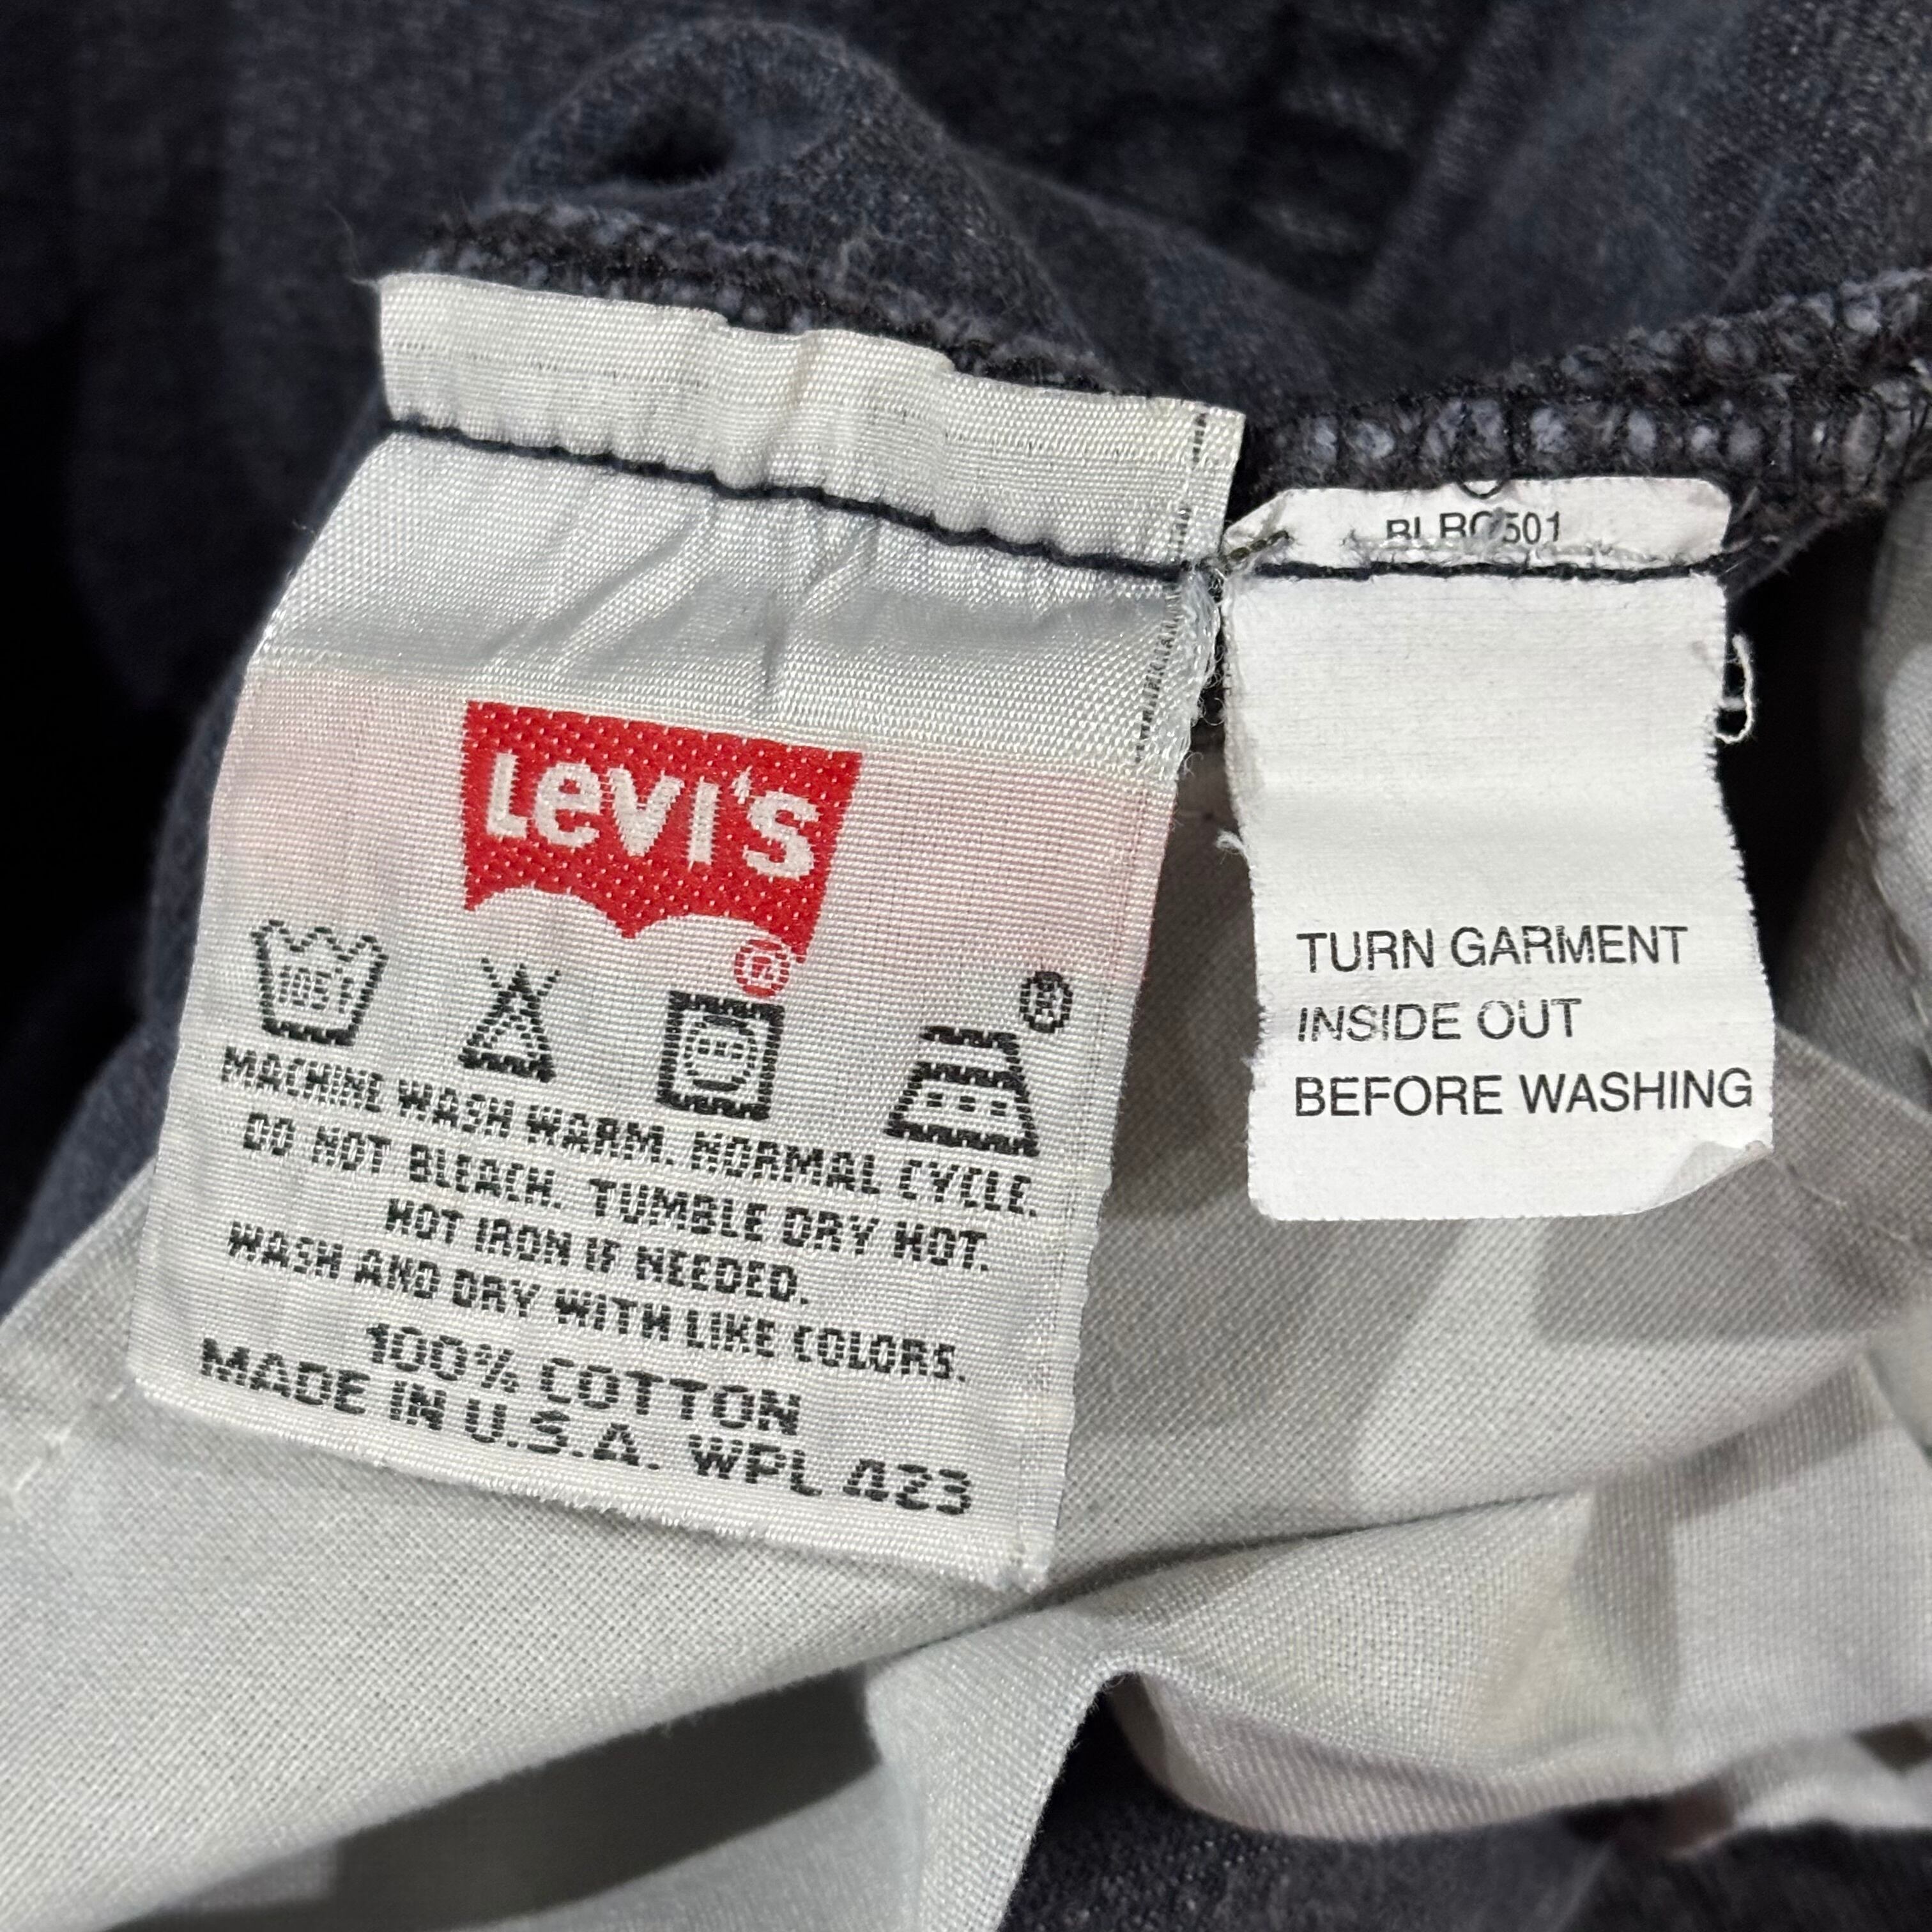 Levi's
®
105°F
®
MACHINE WASH WARM. NORMAL CYCLE.
DO NOT BLEACH. TUMBLE DRY HOT.
HOT IRON IF NEEDED.
WASH AND DRY WITH LIKE COLORS.
100% COTTON
MADE IN U.S.A. WPL 423
TURN GARMENT
INSIDE OUT
BEFORE WASHING